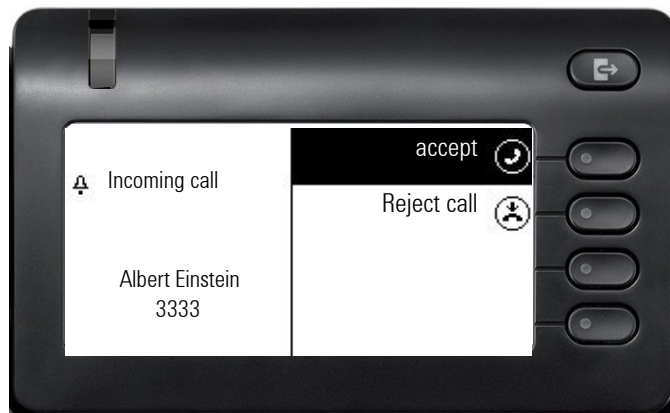 Incoming call
Albert Einstein
3333
accept
Reject call